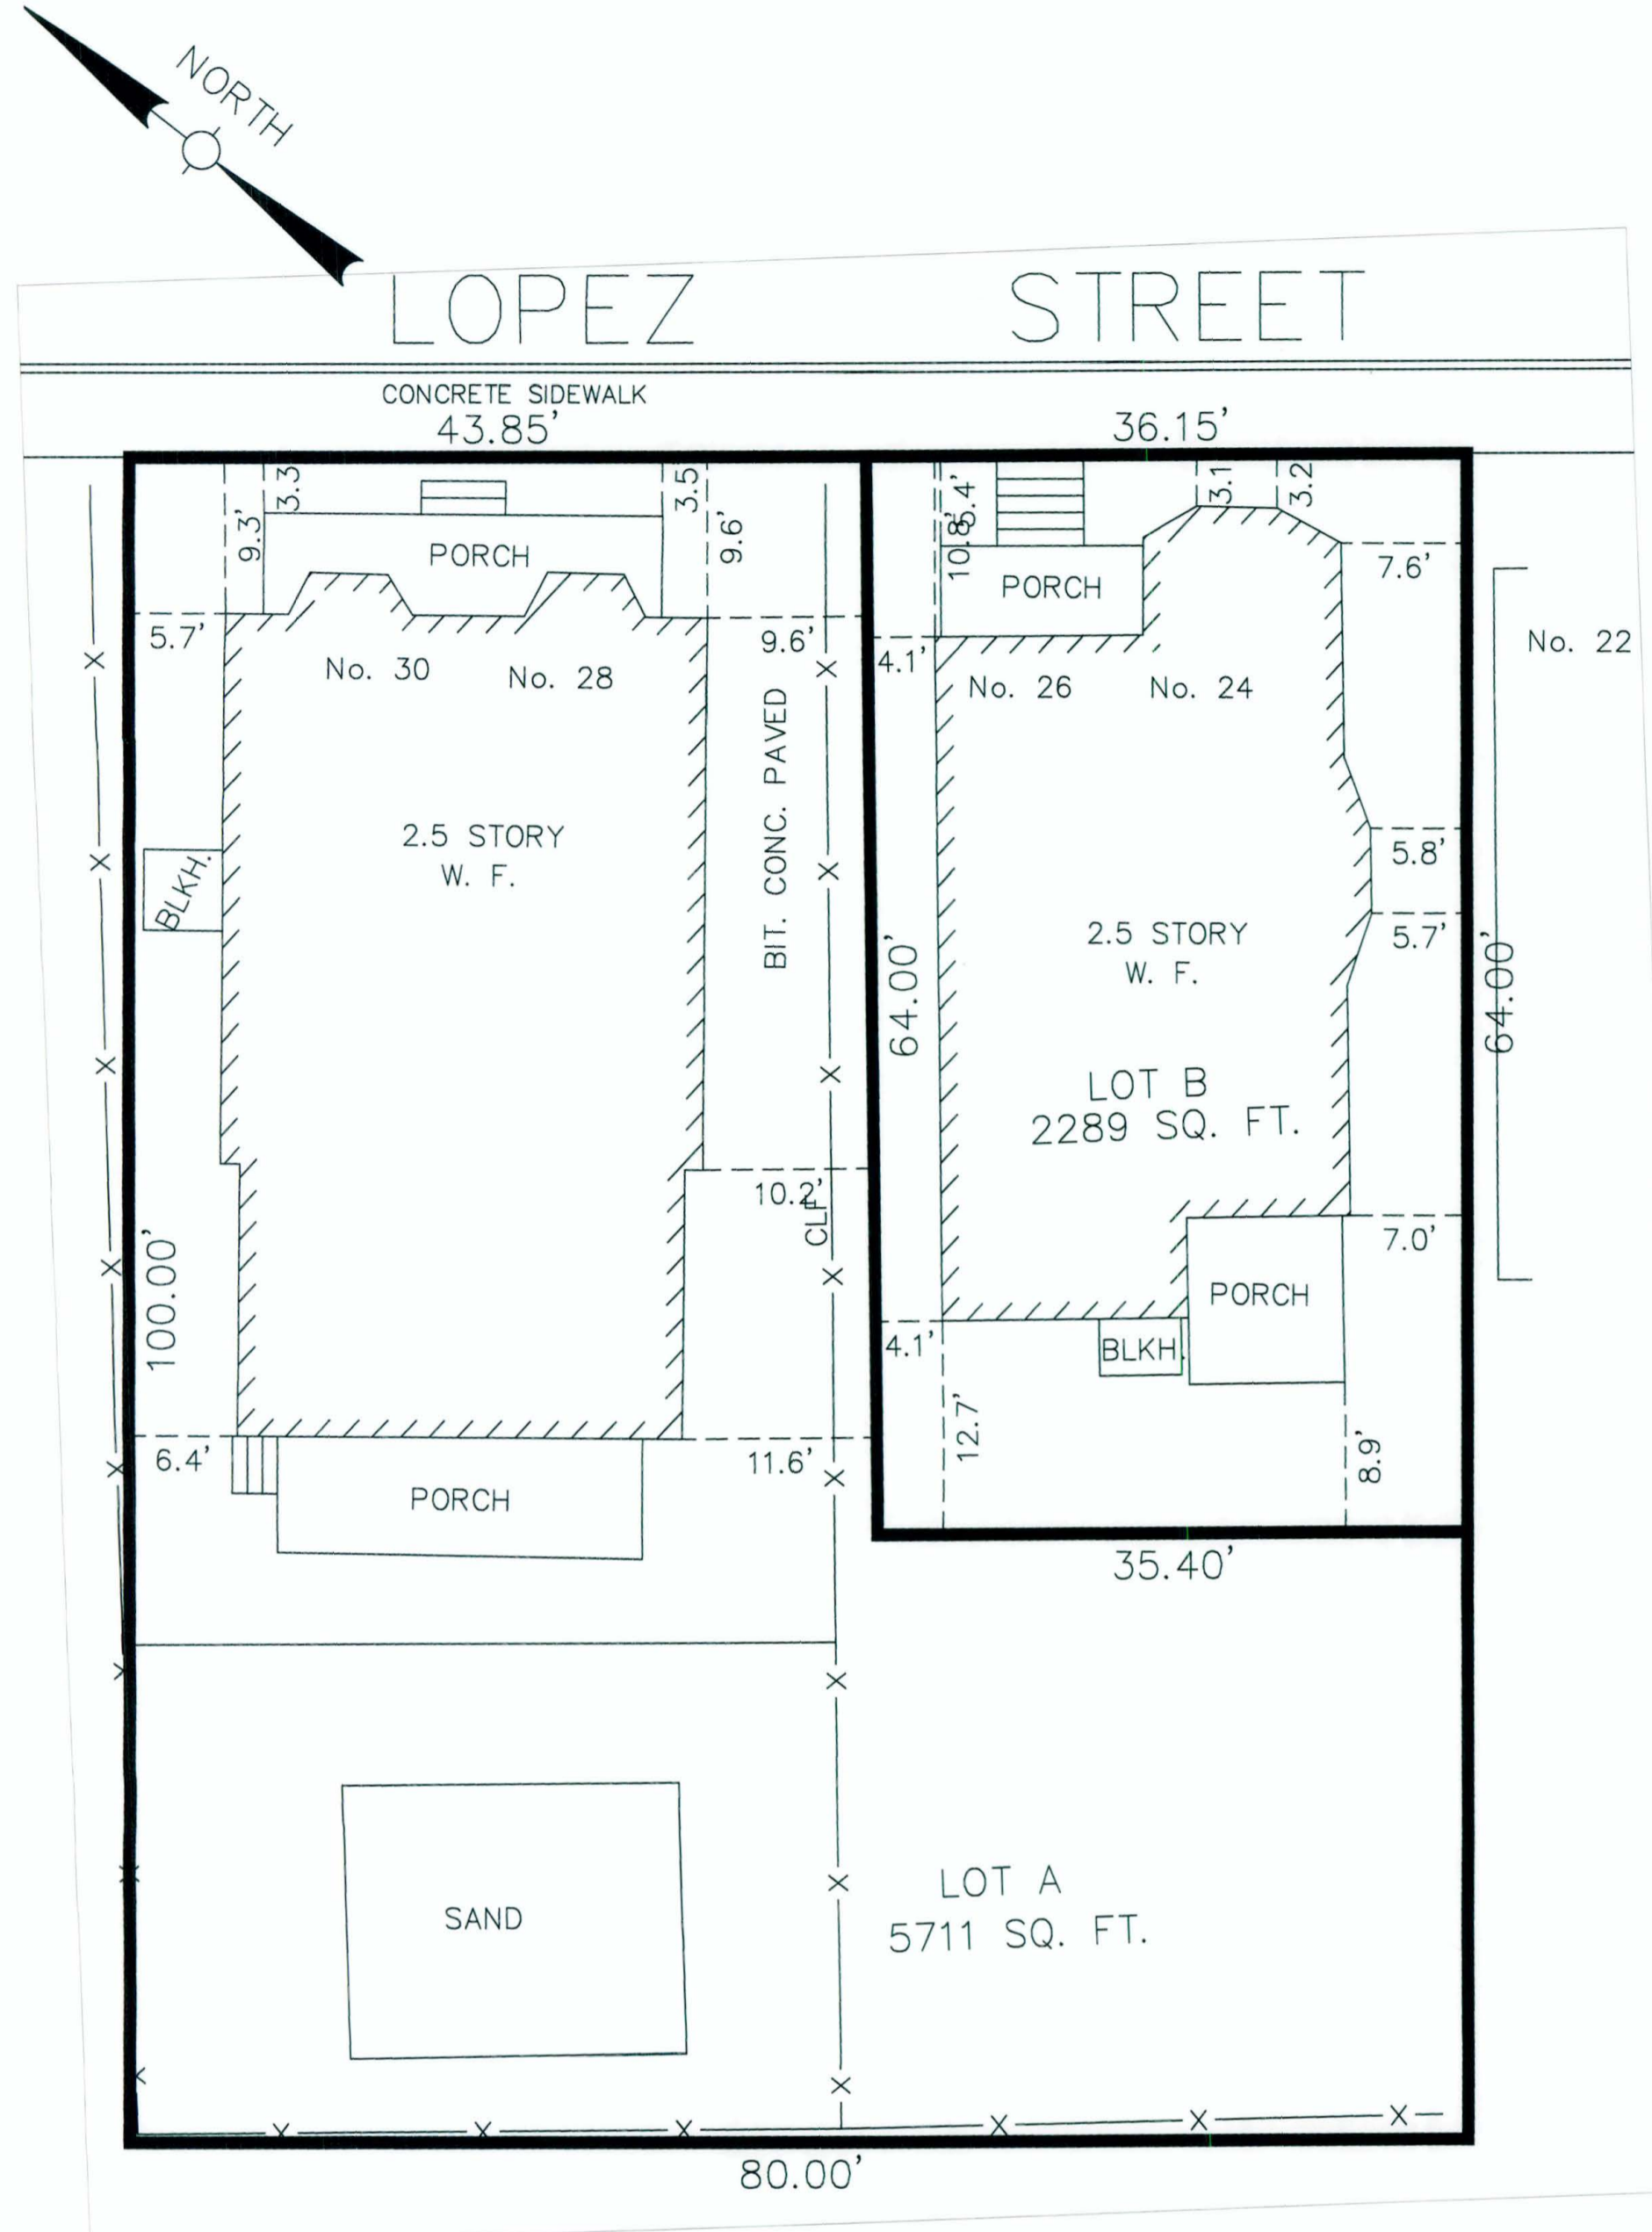 NORTH
LOPEZ STREET
CONCRETE SIDEWALK
43.85'
36.15'
3.3
3.5
5.4'
3.1
3.2
9.3'
9.6'
10.8'
PORCH
PORCH
7.6'
5.7'
9.6'
4.1'
No. 22
No. 30
No. 28
No. 26
No. 24
BIT. CONC. PAVED
2.5 STORY
W. F.
BLKH.
5.8'
2.5 STORY
W. F.
5.7'
64.00'
64.00'
LOT B
2289 SQ. FT.
10.2'
CLF
7.0'
100.00'
PORCH
4.1'
BLKH.
12.7'
8.9'
6.4'
11.6'
PORCH
35.40'
SAND
LOT A
5711 SQ. FT.
80.00'